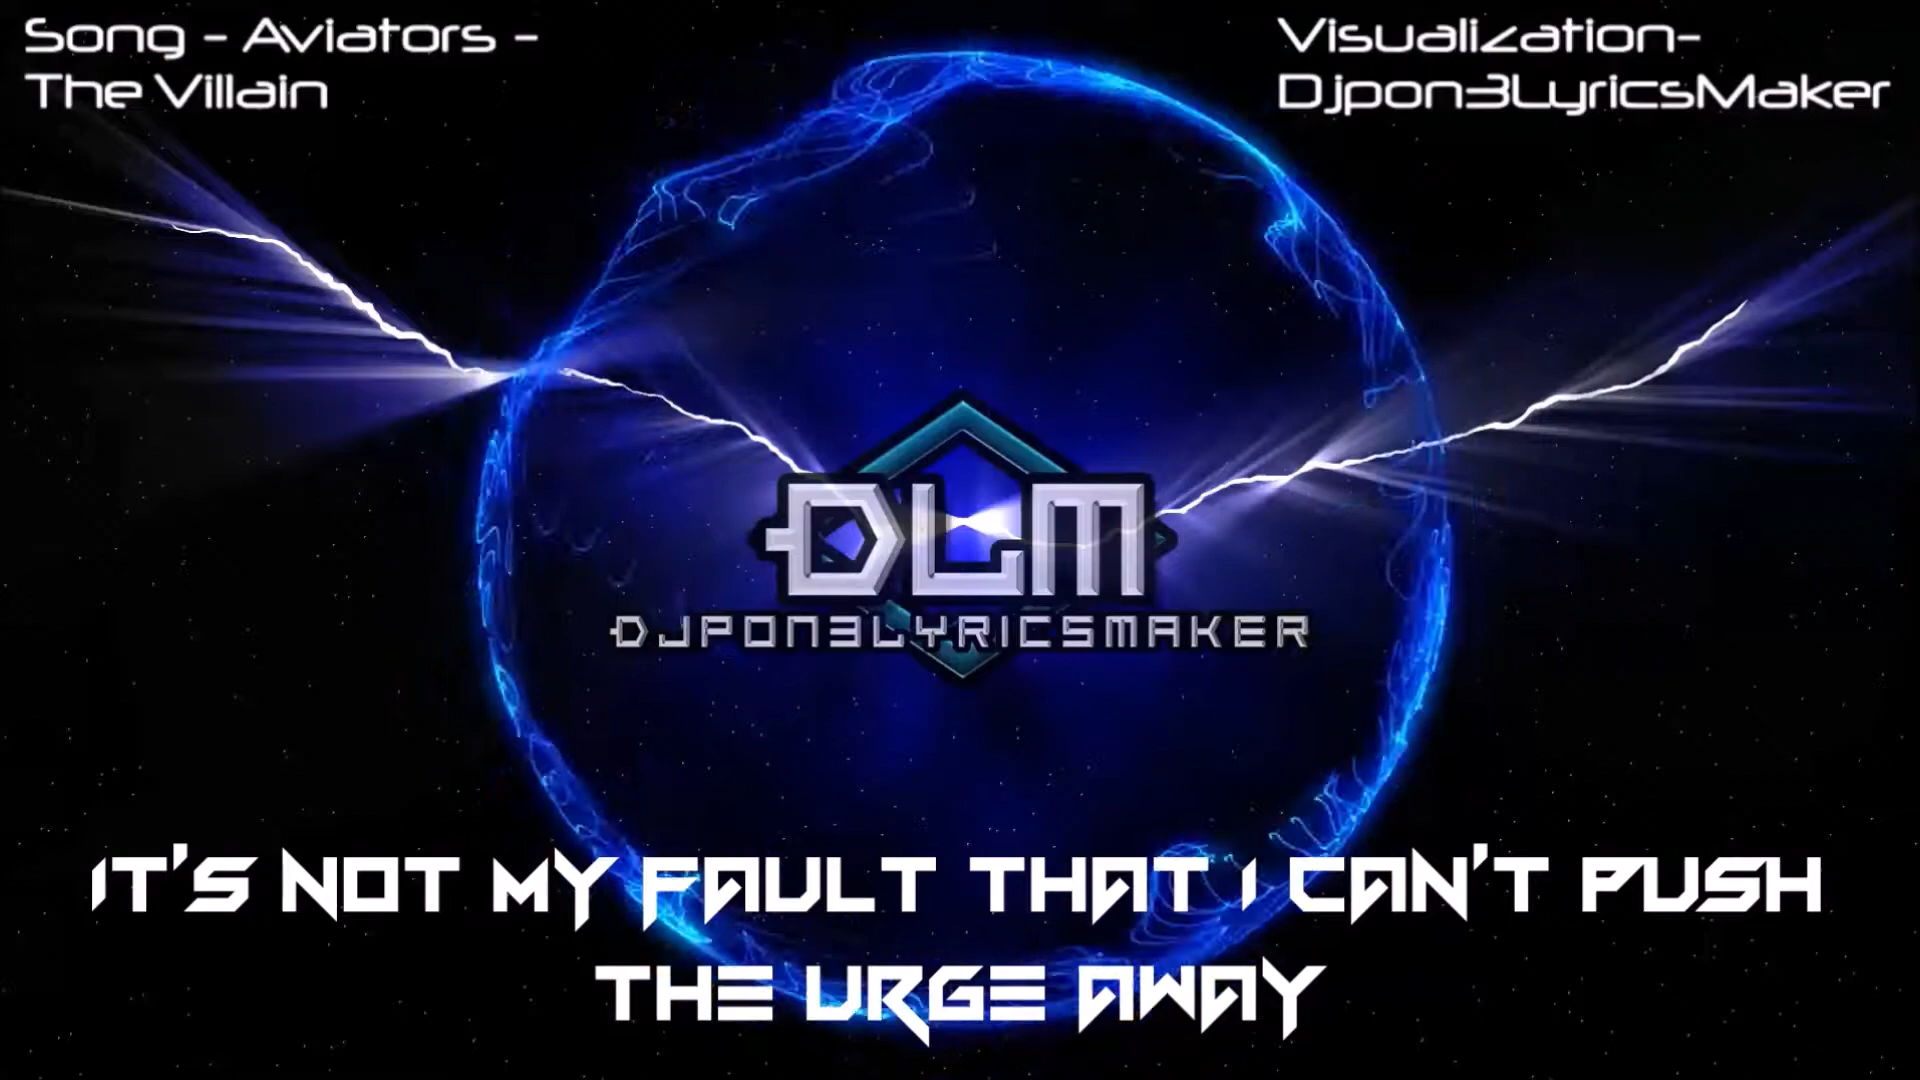 Song - Aviators -
The Villain
Visualization-
Djpon3LyricsMaker
DLM
DJPON3LYRICSMAKER
IT'S NOT MY FAULT THAT I CAN'T PUSH
THE URGE AWAY